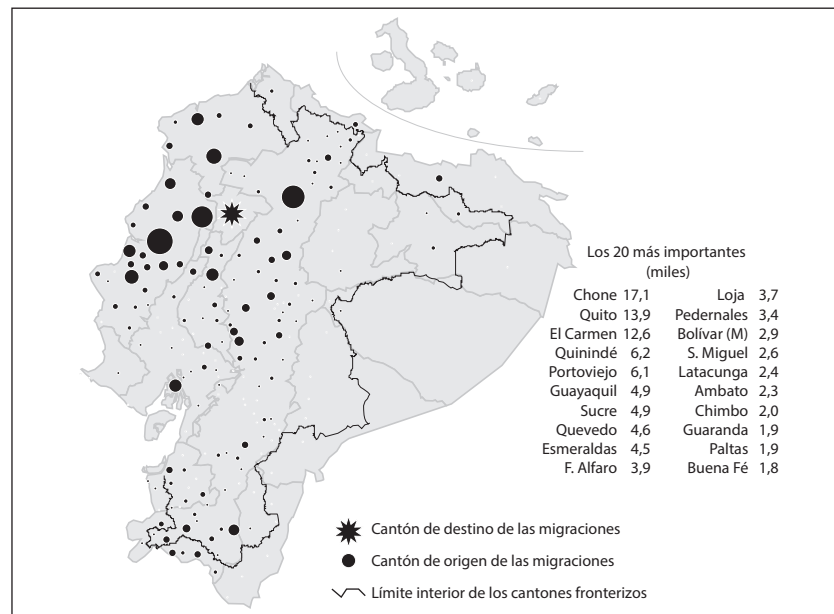 Los 20 más importantes
(miles)
Chone 17,1 Loja 3,7
Quito 13,9 Pedernales 3,4
El Carmen 12,6 Bolívar (M) 2,9
Quinindé 6,2 S. Miguel 2,6
Portoviejo 6,1 Latacunga 2,4
Guayaquil 4,9 Ambato 2,3
Sucre 4,9 Chimbo 2,0
Quevedo 4,6 Guaranda 1,9
Esmeraldas 4,5 Paltas 1,9
F. Alfaro 3,9 Buena Fé 1,8
Cantón de destino de las migraciones
Cantón de origen de las migraciones
Límite interior de los cantones fronterizos